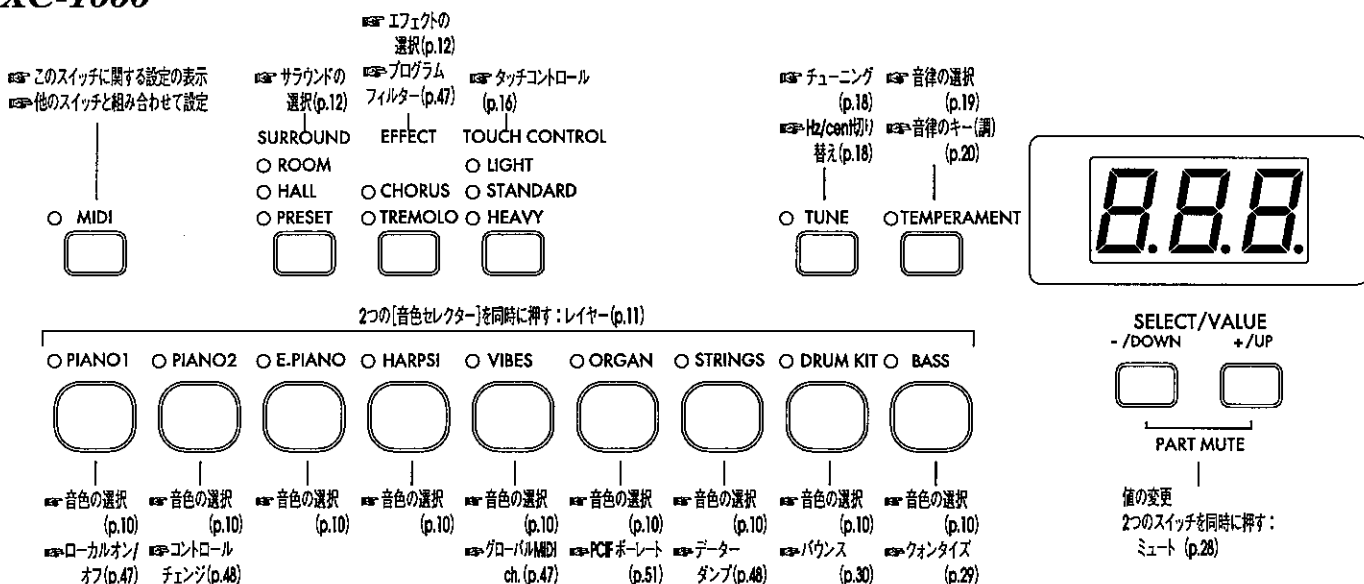 XC-1000
☞ エフェクトの
選択(p.12)
☞ このスイッチに関する設定の表示
☞他のスイッチと組み合わせて設定
☞ サラウンドの
選択(p.12)
☞プログラム
フィルター(p.47)
☞ タッチコントロール
(p.16)
☞ チューニング
(p.18)
☞Hz/cent切り
替え(p.18)
☞ 音律の選択
(p.19)
☞音律のキー(調)
(p.20)
SURROUND EFFECT TOUCH CONTROL
ROOM LIGHT
HALL CHORUS STANDARD
MIDI PRESET TREMOLO HEAVY TUNE TEMPERAMENT
8.8.8.
2つの[音色セレクター]を同時に押す：レイヤー(p.11)
SELECT/VALUE
- /DOWN + /UP
PIANO1 PIANO2 E.PIANO HARPSI VIBES ORGAN STRINGS DRUM KIT BASS
PART MUTE
☞ 音色の選択
(p.10)
☞ローカルオン/
オフ(p.47)
☞ 音色の選択
(p.10)
☞コントロール
チェンジ(p.48)
☞ 音色の選択
(p.10)
☞ 音色の選択
(p.10)
☞ 音色の選択
(p.10)
☞グローバルMIDI
ch.(p.47)
☞ 音色の選択
(p.10)
☞PCIFボーレート
(p.51)
☞ 音色の選択
(p.10)
☞データー
ダンプ(p.48)
☞ 音色の選択
(p.10)
☞バウンス
(p.30)
☞ 音色の選択
(p.10)
☞クォンタイズ
(p.29)
値の変更
2つのスイッチを同時に押す：
ミュート (p.28)